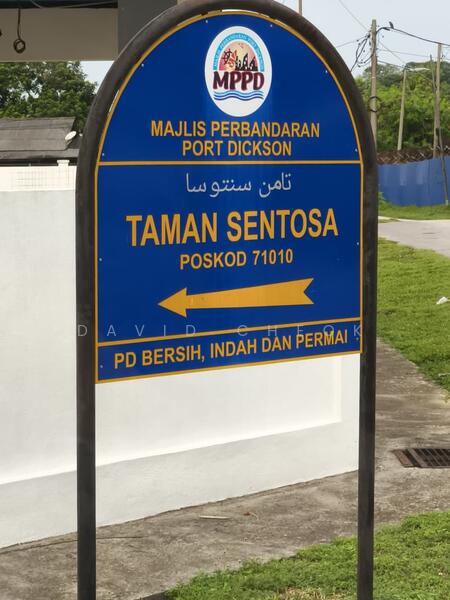 MPPD
MAJLIS PERBANDARAN
PORT DICKSON
تامن سنتوسا
TAMAN SENTOSA
POSKOD 71010
DAVID CHEOK
PD BERSIH, INDAH DAN PERMAI